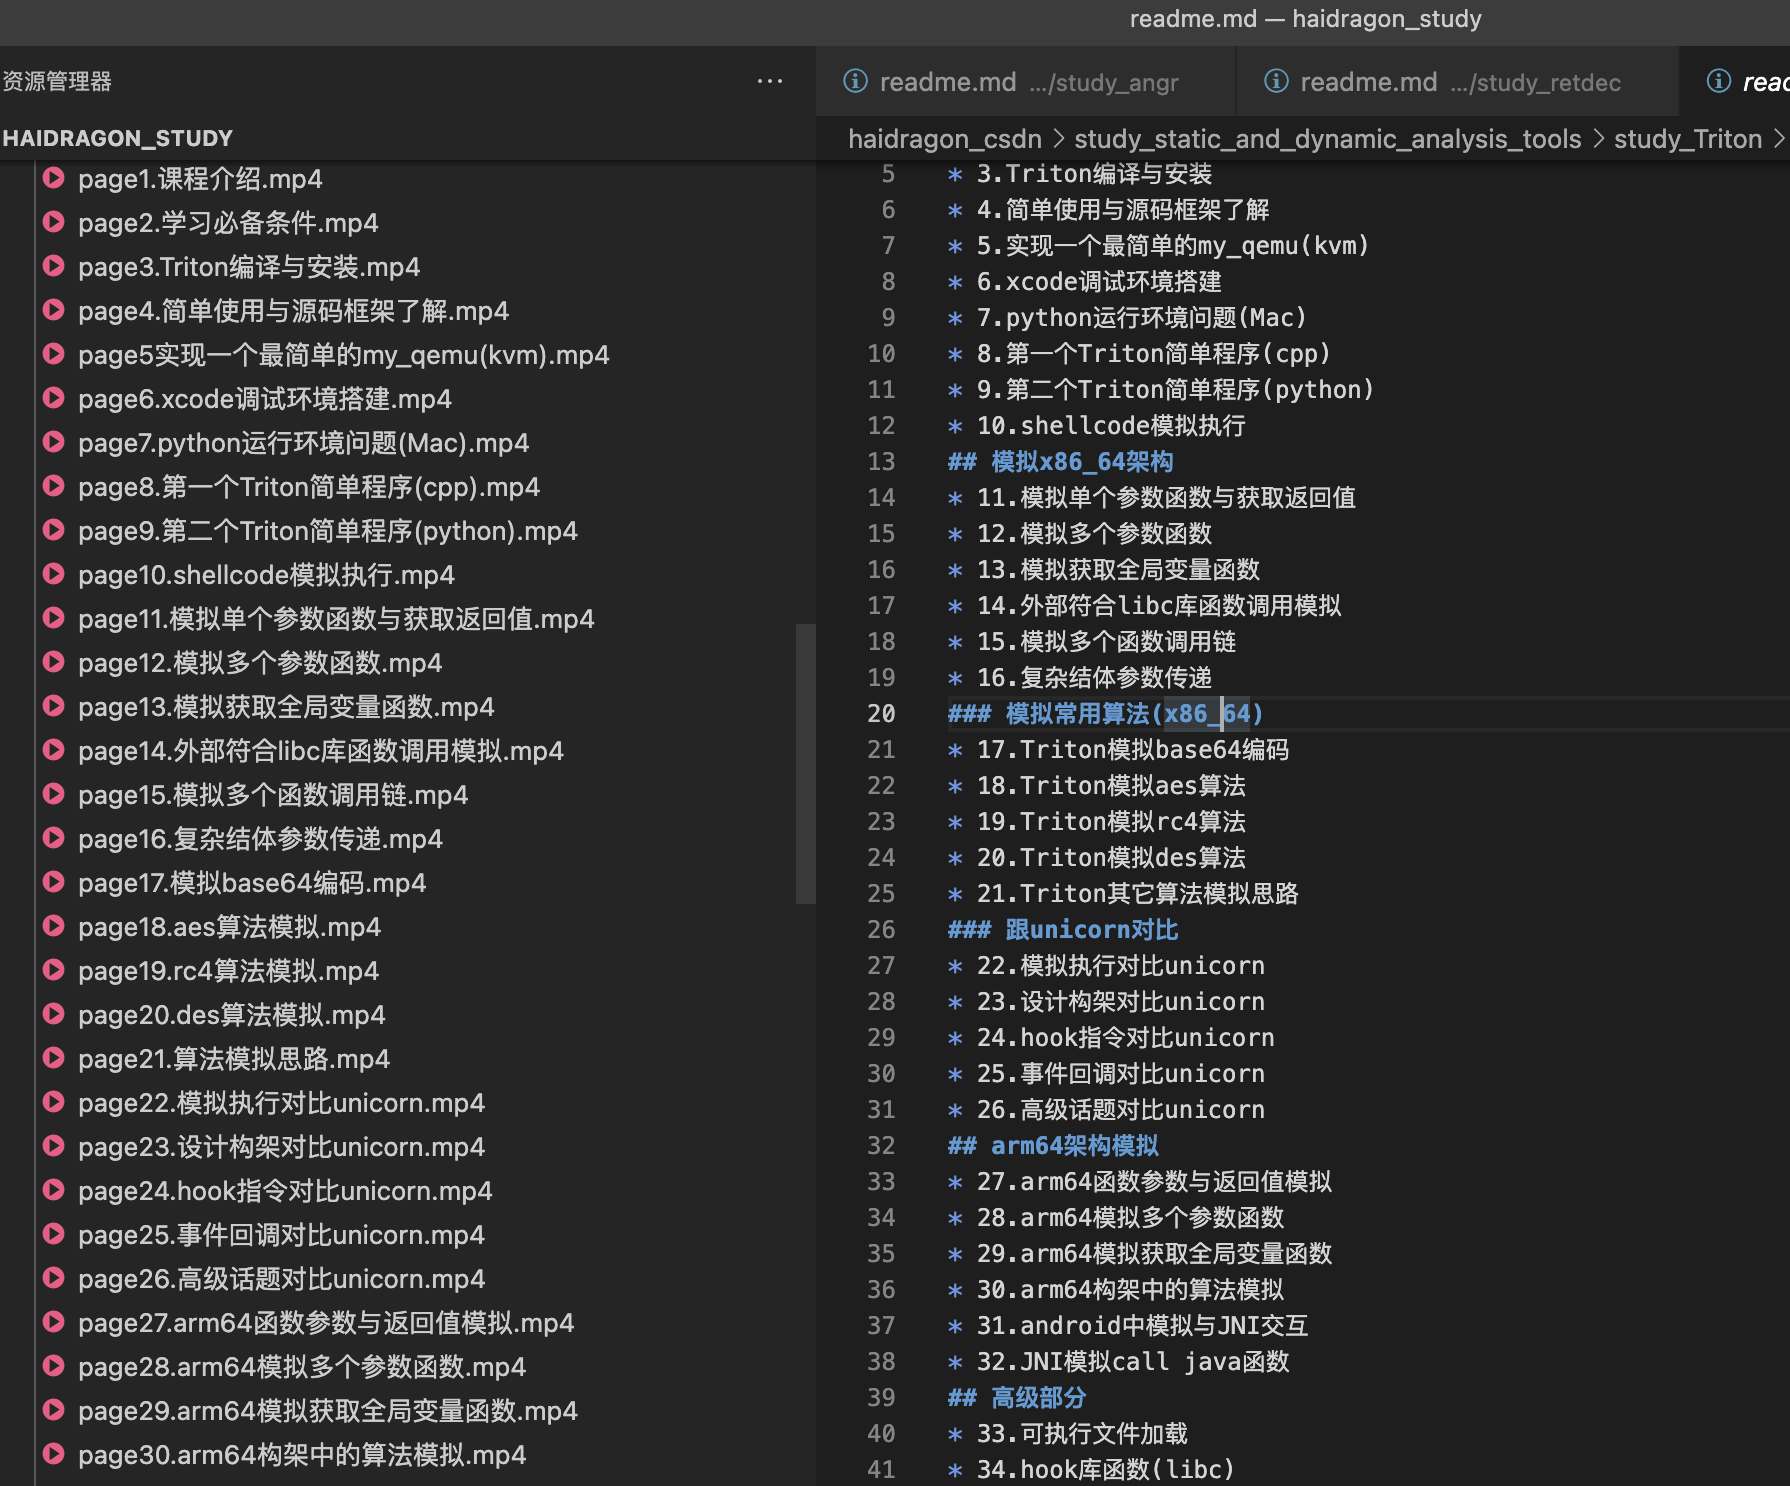 readme.md — haidragon_study
资源管理器
HAIDRAGON_STUDY
page1.课程介绍.mp4
page2.学习必备条件.mp4
page3.Triton编译与安装.mp4
page4.简单使用与源码框架了解.mp4
page5实现一个最简单的my_qemu(kvm).mp4
page6.xcode调试环境搭建.mp4
page7.python运行环境问题(Mac).mp4
page8.第一个Triton简单程序(cpp).mp4
page9.第二个Triton简单程序(python).mp4
page10.shellcode模拟执行.mp4
page11.模拟单个参数函数与获取返回值.mp4
page12.模拟多个参数函数.mp4
page13.模拟获取全局变量函数.mp4
page14.外部符合libc库函数调用模拟.mp4
page15.模拟多个函数调用链.mp4
page16.复杂结体参数传递.mp4
page17.模拟base64编码.mp4
page18.aes算法模拟.mp4
page19.rc4算法模拟.mp4
page20.des算法模拟.mp4
page21.算法模拟思路.mp4
page22.模拟执行对比unicorn.mp4
page23.设计构架对比unicorn.mp4
page24.hook指令对比unicorn.mp4
page25.事件回调对比unicorn.mp4
page26.高级话题对比unicorn.mp4
page27.arm64函数参数与返回值模拟.mp4
page28.arm64模拟多个参数函数.mp4
page29.arm64模拟获取全局变量函数.mp4
page30.arm64构架中的算法模拟.mp4
readme.md .../study_angr
readme.md .../study_retdec
haidragon_csdn > study_static_and_dynamic_analysis_tools > study_Triton >
5 * 3.Triton编译与安装
6 * 4.简单使用与源码框架了解
7 * 5.实现一个最简单的my_qemu(kvm)
8 * 6.xcode调试环境搭建
9 * 7.python运行环境问题(Mac)
10 * 8.第一个Triton简单程序(cpp)
11 * 9.第二个Triton简单程序(python)
12 * 10.shellcode模拟执行
13 ## 模拟x86_64架构
14 * 11.模拟单个参数函数与获取返回值
15 * 12.模拟多个参数函数
16 * 13.模拟获取全局变量函数
17 * 14.外部符合libc库函数调用模拟
18 * 15.模拟多个函数调用链
19 * 16.复杂结体参数传递
20 ### 模拟常用算法(x86_64)
21 * 17.Triton模拟base64编码
22 * 18.Triton模拟aes算法
23 * 19.Triton模拟rc4算法
24 * 20.Triton模拟des算法
25 * 21.Triton其它算法模拟思路
26 ### 跟unicorn对比
27 * 22.模拟执行对比unicorn
28 * 23.设计构架对比unicorn
29 * 24.hook指令对比unicorn
30 * 25.事件回调对比unicorn
31 * 26.高级话题对比unicorn
32 ## arm64架构模拟
33 * 27.arm64函数参数与返回值模拟
34 * 28.arm64模拟多个参数函数
35 * 29.arm64模拟获取全局变量函数
36 * 30.arm64构架中的算法模拟
37 * 31.android中模拟与JNI交互
38 * 32.JNI模拟call java函数
39 ## 高级部分
40 * 33.可执行文件加载
41 * 34.hook库函数(libc)